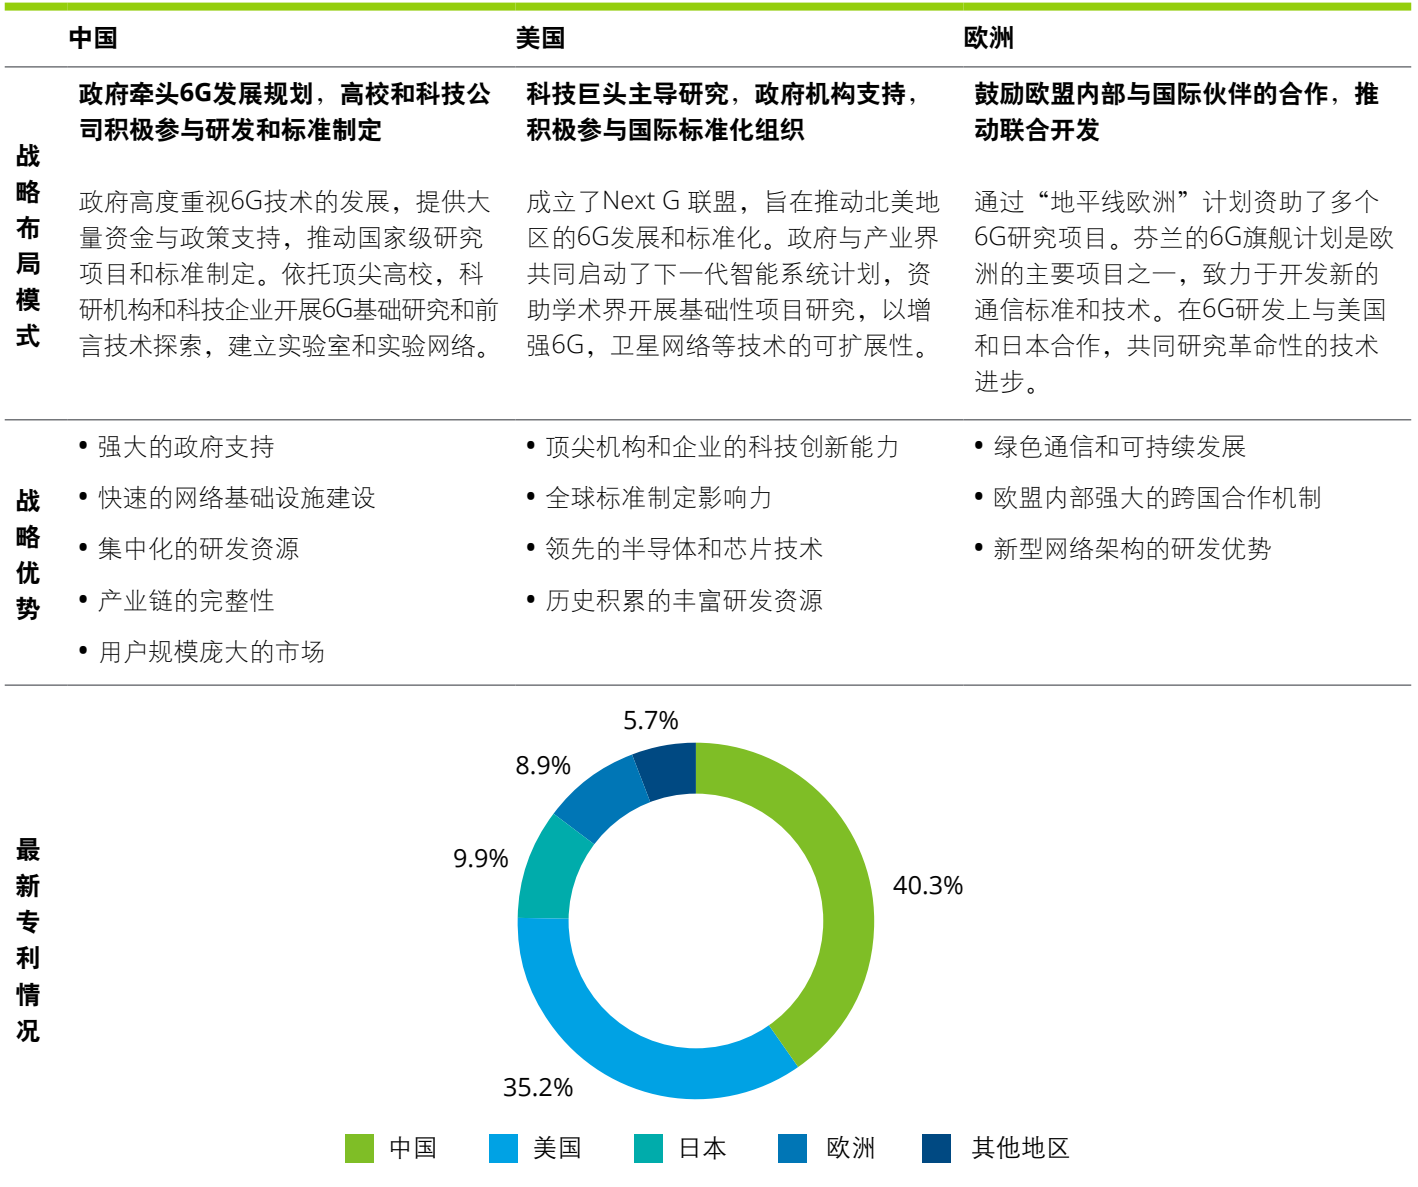 中国
美国
欧洲
战略布局模式
政府牵头6G发展规划，高校和科技公
司积极参与研发和标准制定
政府高度重视6G技术的发展，提供大
量资金与政策支持，推动国家级研究
项目和标准制定。依托顶尖高校，科
研机构和科技企业开展6G基础研究和前
言技术探索，建立实验室和实验网络。
科技巨头主导研究，政府机构支持，
积极参与国际标准化组织
成立了Next G 联盟，旨在推动北美地
区的6G发展和标准化。政府与产业界
共同启动了下一代智能系统计划，资
助学术界开展基础性项目研究，以增
强6G，卫星网络等技术的可扩展性。
鼓励欧盟内部与国际伙伴的合作，推
动联合开发
通过“地平线欧洲”计划资助了多个
6G研究项目。芬兰的6G旗舰计划是欧
洲的主要项目之一，致力于开发新的
通信标准和技术。在6G研发上与美国
和日本合作，共同研究革命性的技术
进步。
战略优势
• 强大的政府支持
• 快速的网络基础设施建设
• 集中化的研发资源
• 产业链的完整性
• 用户规模庞大的市场
• 顶尖机构和企业的科技创新能力
• 全球标准制定影响力
• 领先的半导体和芯片技术
• 历史积累的丰富研发资源
• 绿色通信和可持续发展
• 欧盟内部强大的跨国合作机制
• 新型网络架构的研发优势
最新专利情况
5.7%
8.9%
9.9%
40.3%
35.2%
中国
美国
日本
欧洲
其他地区